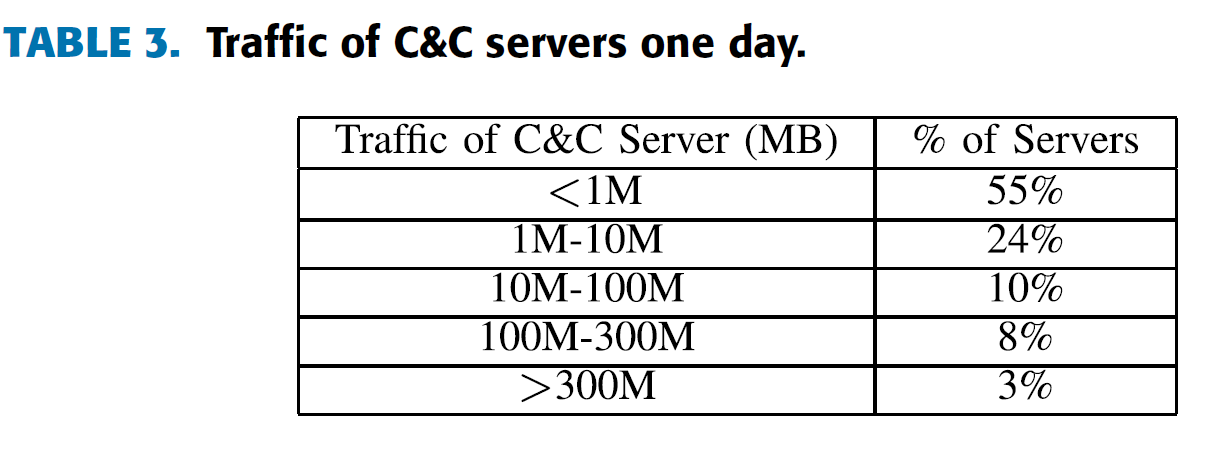 TABLE 3. Traffic of C&C servers one day.
Traffic of C&C Server (MB) % of Servers
<1M 55%
1M-10M 24%
10M-100M 10%
100M-300M 8%
>300M 3%